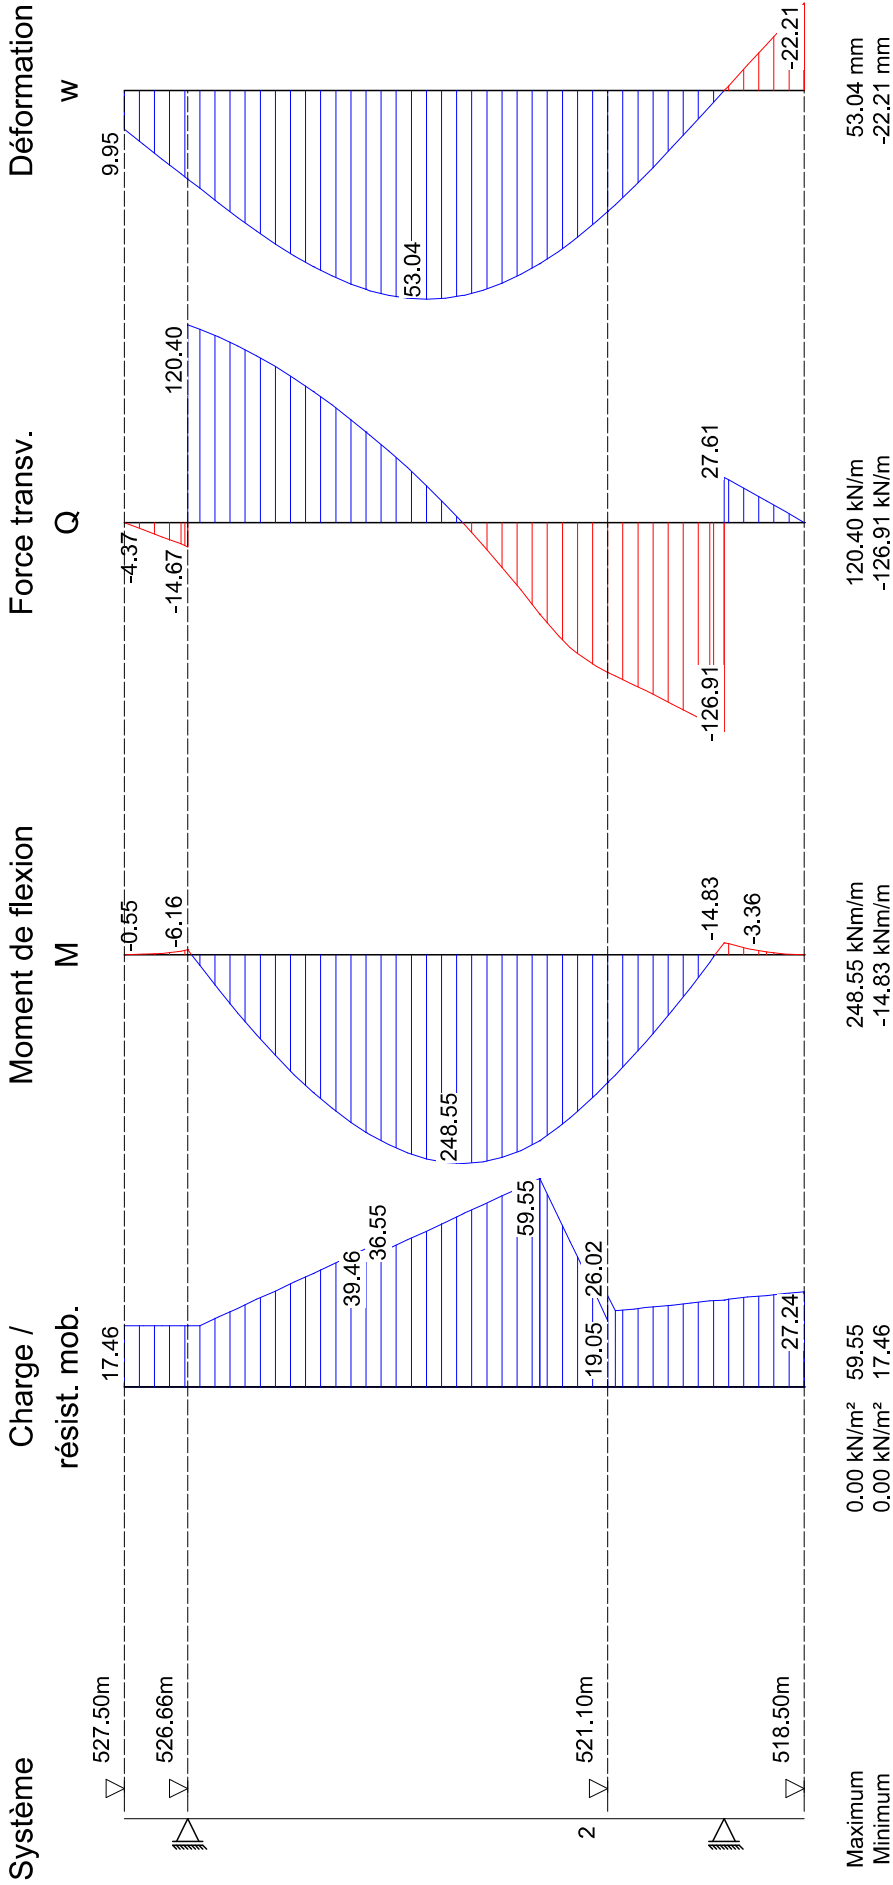 Système
Charge /
résist. mob.
Moment de flexion
M
Force transv.
Q
Déformation
w
527.50m
17.46
-0.55
-4.37
9.95
526.66m
-6.16
-14.67
120.40
39.46
36.55
248.55
53.04
59.55
2
521.10m
19.05
26.02
-14.83
-126.91
27.61
518.50m
27.24
-3.36
-22.21
Maximum 0.00 kN/m² 59.55 248.55 kNm/m 120.40 kN/m 53.04 mm
Minimum 0.00 kN/m² 17.46 -14.83 kNm/m -126.91 kN/m -22.21 mm